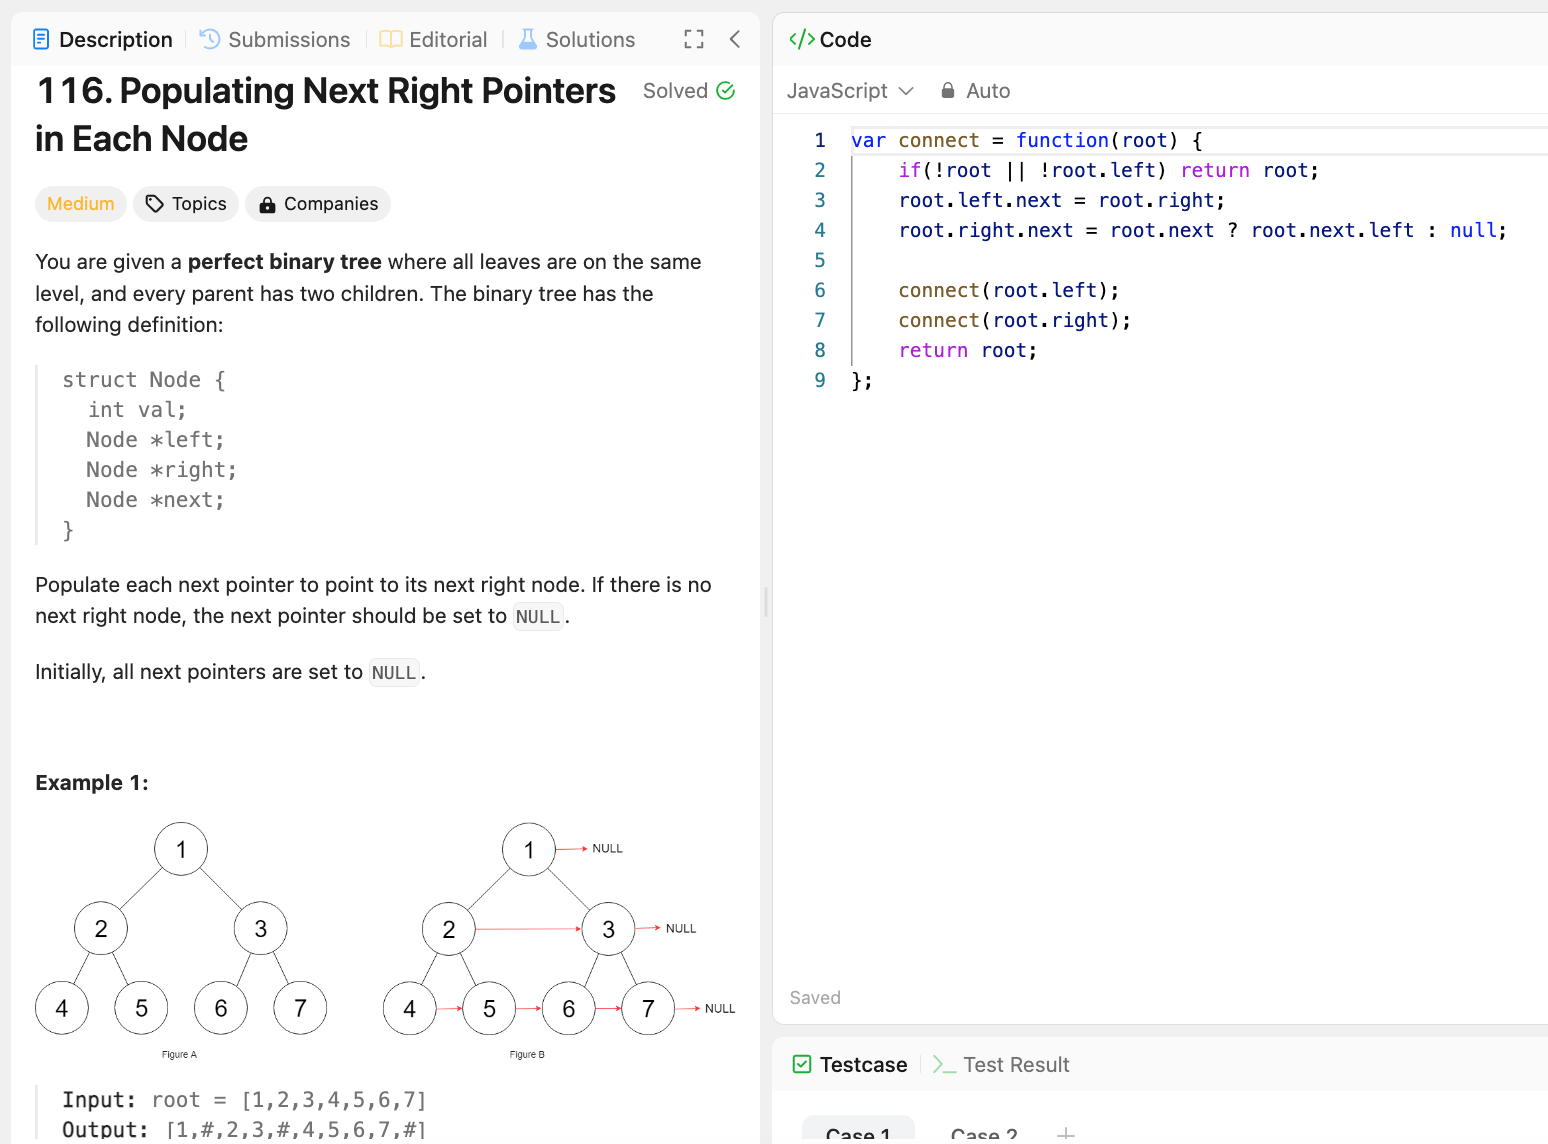 Description
Submissions
Editorial
Solutions
116. Populating Next Right Pointers
in Each Node
Solved
Medium
Topics
Companies
You are given a perfect binary tree where all leaves are on the same
level, and every parent has two children. The binary tree has the
following definition:
struct Node {
  int val;
  Node *left;
  Node *right;
  Node *next;
}
Populate each next pointer to point to its next right node. If there is no
next right node, the next pointer should be set to NULL.
Initially, all next pointers are set to NULL.
Example 1:
1
2
3
4
5
6
7
Figure A
1
NULL
2
3
NULL
4
5
6
7
NULL
Figure B
Input: root = [1,2,3,4,5,6,7]
Output: [1,#,2,3,#,4,5,6,7,#]
</> Code
JavaScript
Auto
1 var connect = function(root) {
2     if(!root || !root.left) return root;
3     root.left.next = root.right;
4     root.right.next = root.next ? root.next.left : null;
5
6     connect(root.left);
7     connect(root.right);
8     return root;
9 };
Saved
Testcase
Test Result
Case 1
Case 2
+